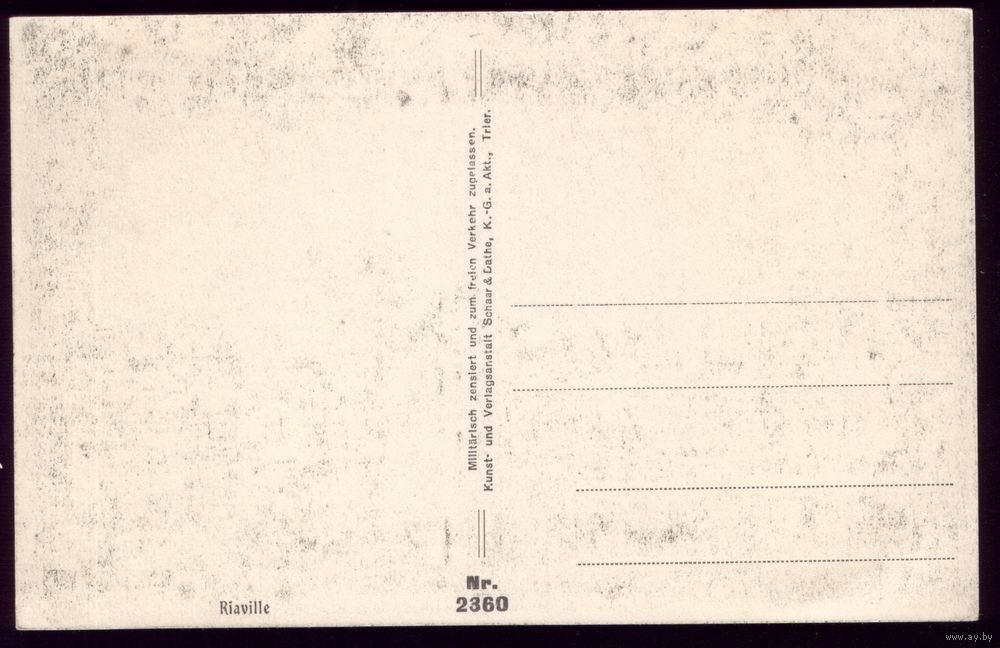 Militärisch zensiert und zum freien Verkehr zugelassen.
Kunst- und Verlagsanstalt Schaar & Dathe, K.-G. a. Akt., Trier.
Nr.
2360
Riaville
www.ay.by